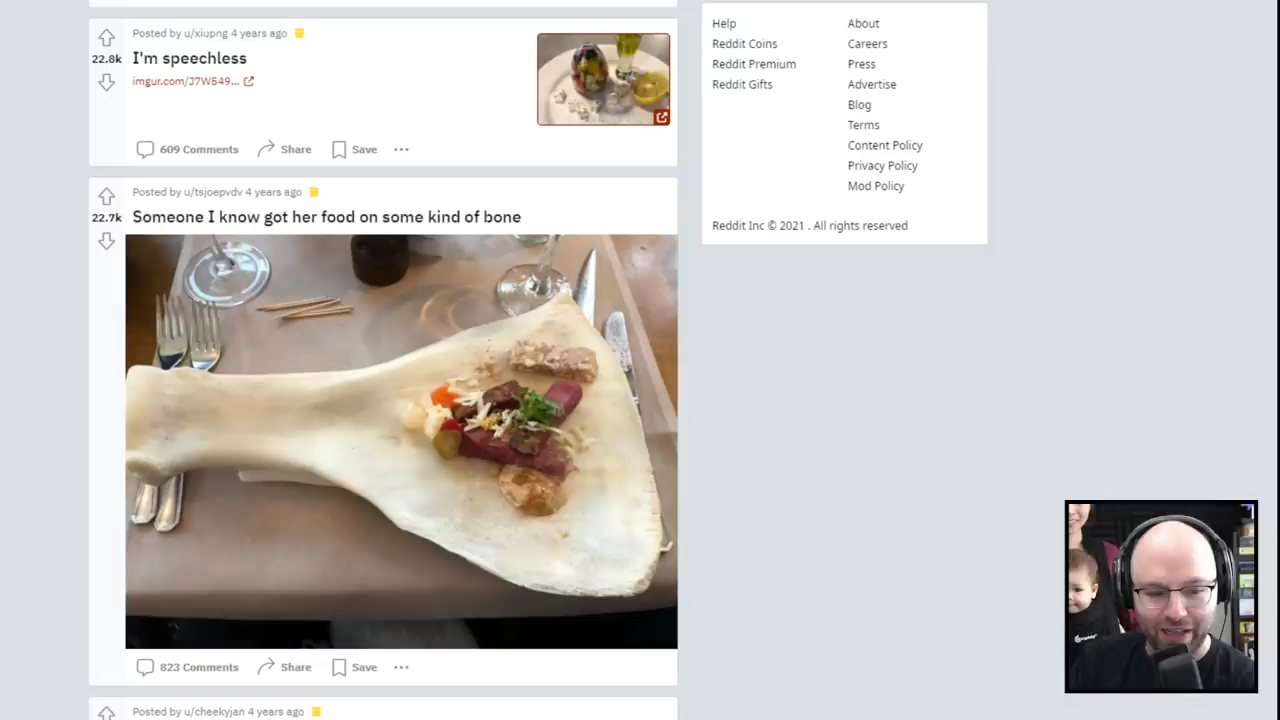 Posted by u/xiupng 4 years ago
22.8k
I'm speechless
imgur.com/J7W549...
609 Comments
Share
Save
Posted by u/tsjoepvdv 4 years ago
22.7k
Someone I know got her food on some kind of bone
823 Comments
Share
Save
Posted by u/cheekyjan 4 years ago
Help
Reddit Coins
Reddit Premium
Reddit Gifts
About
Careers
Press
Advertise
Blog
Terms
Content Policy
Privacy Policy
Mod Policy
Reddit Inc © 2021 . All rights reserved